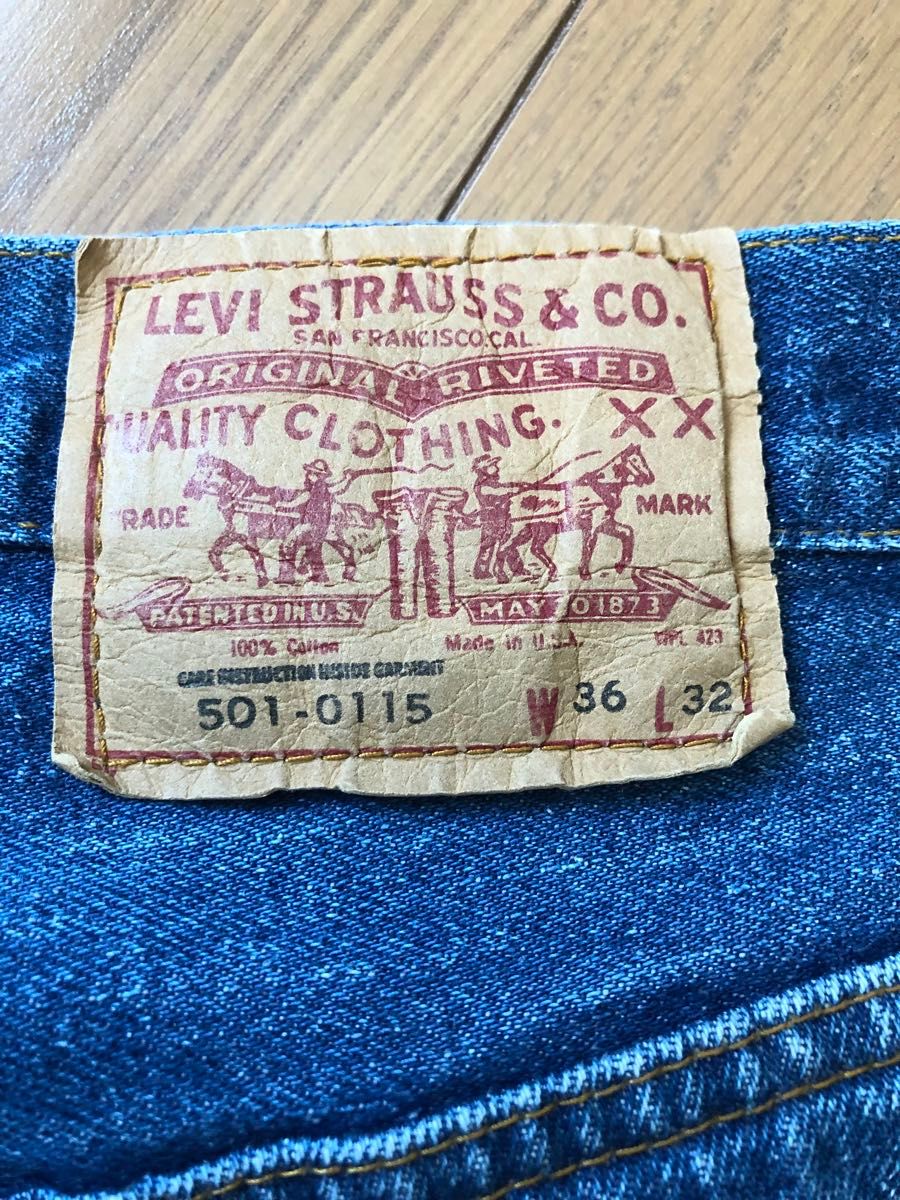 LEVI STRAUSS & CO.
SAN FRANCISCO, CAL.
ORIGINAL RIVETED
QUALITY CLOTHING. XX
TRADE MARK
PATENTED IN U.S. MAY 20 1873
100% Cotton Made in U.S.A. WPL 423
CARE INSTRUCTION INSIDE GARMENT
501-0115 W 36 L 32